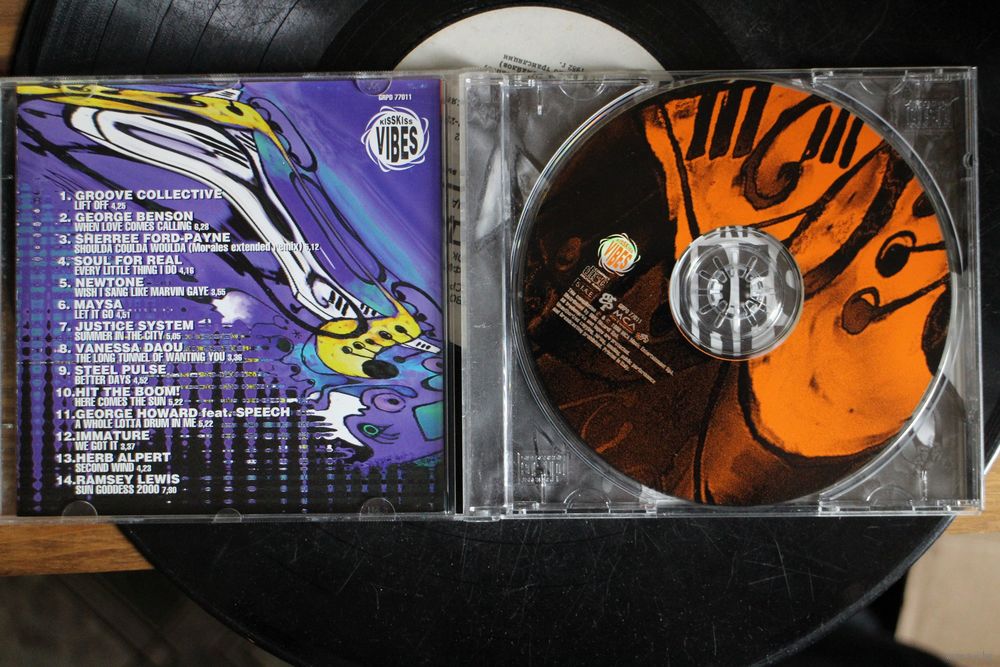 1992 г.
GRPD 77011
KISSKISS
VIBES
1. GROOVE COLLECTIVE
LIFT OFF 4,25
2. GEORGE BENSON
WHEN LOVE COMES CALLING 6,28
3. SHERREE FORD-PAYNE
SHOULDA COULDA WOULDA (Morales extended remix) 5,12
4. SOUL FOR REAL
EVERY LITTLE THING I DO 4,16
5. NEWTONE
WISH I SANG LIKE MARVIN GAYE 3,55
6. MAYSA
LET IT GO 4,51
7. JUSTICE SYSTEM
SUMMER IN THE CITY 5,05
8. VANESSA DAOU
THE LONG TUNNEL OF WANTING YOU 3,36
9. STEEL PULSE
BETTER DAYS 4,52
10. HIT THE BOOM!
HERE COMES THE SUN 5,22
11. GEORGE HOWARD feat. SPEECH
A WHOLE LOTTA DRUM IN ME 5,22
12. IMMATURE
WE GOT IT 3,37
13. HERB ALPERT
SECOND WIND 4,23
14. RAMSEY LEWIS
SUN GODDESS 2000 7,30
VIBES
MCA